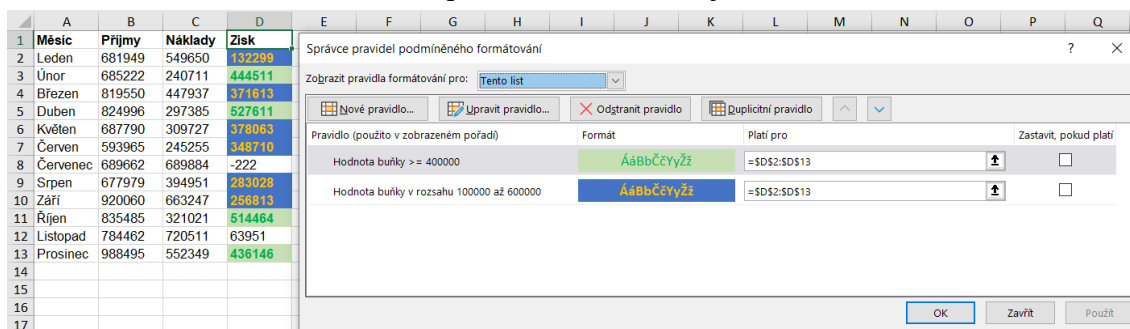 A B C D E F G H I J K L M N O P Q
1 Měsíc Příjmy Náklady Zisk
2 Leden 681949 549650 132299
3 Únor 685222 240711 444511
4 Březen 819550 447937 371613
5 Duben 824996 297385 527611
6 Květen 687790 309727 378063
7 Červen 593965 245255 348710
8 Červenec 689662 689884 -222
9 Srpen 677979 394951 283028
10 Září 920060 663247 256813
11 Říjen 835485 321021 514464
12 Listopad 784462 720511 63951
13 Prosinec 988495 552349 436146
14
15
16
17
Správce pravidel podmíněného formátování ? ×
Zobrazit pravidla formátování pro: Tento list
Nové pravidlo... Upravit pravidlo... Odstranit pravidlo Duplicitní pravidlo
Pravidlo (použito v zobrazeném pořadí) Formát Platí pro Zastavit, pokud platí
Hodnota buňky >= 400000 ÁáBbČčYyŽž =$D$2:$D$13
Hodnota buňky v rozsahu 100000 až 600000 ÁáBbČčYyŽž =$D$2:$D$13
OK Zavřít Použít